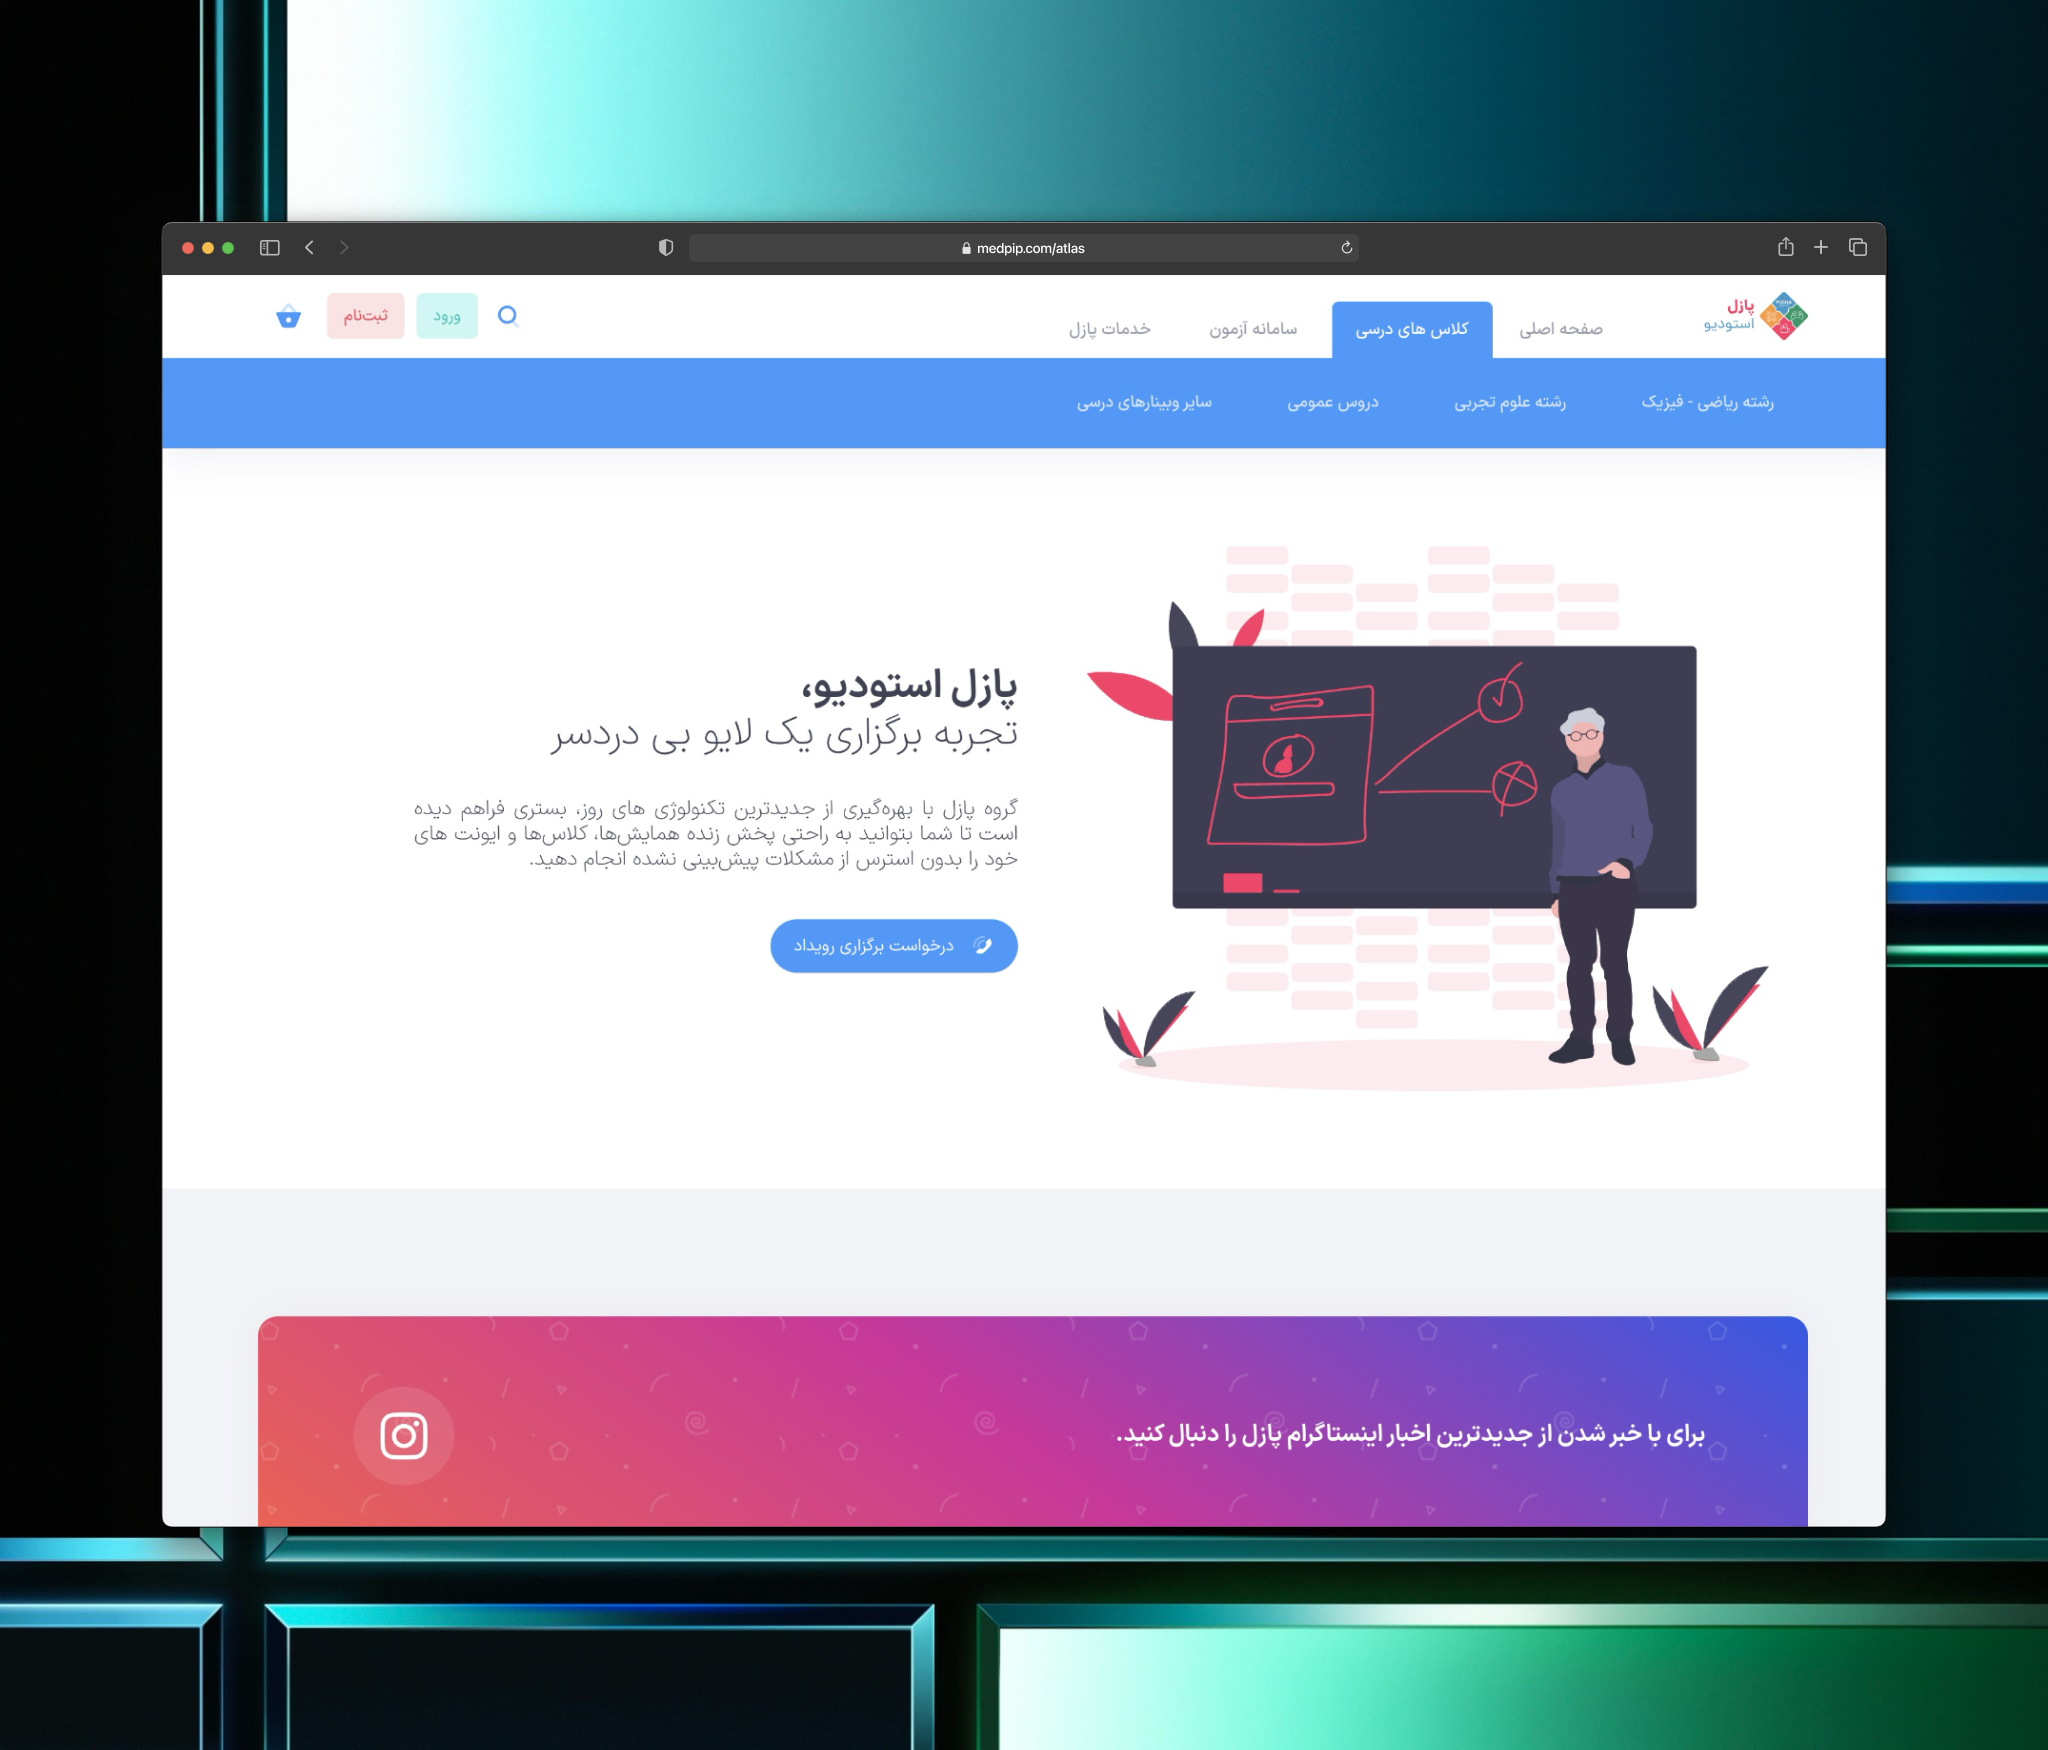 medpip.com/atlas
پازل
استودیو
صفحه اصلی
کلاس های درسی
سامانه آزمون
خدمات پازل
ورود
ثبت‌نام
رشته ریاضی - فیزیک
رشته علوم تجربی
دروس عمومی
سایر وبینارهای درسی
پازل استودیو،
تجربه برگزاری یک لایو بی دردسر
گروه پازل با بهره‌گیری از جدیدترین تکنولوژی های روز، بستری فراهم دیده
است تا شما بتوانید به راحتی پخش زنده همایش‌ها، کلاس‌ها و ایونت های
خود را بدون استرس از مشکلات پیش‌بینی نشده انجام دهید.
درخواست برگزاری رویداد
برای با خبر شدن از جدیدترین اخبار اینستاگرام پازل را دنبال کنید.